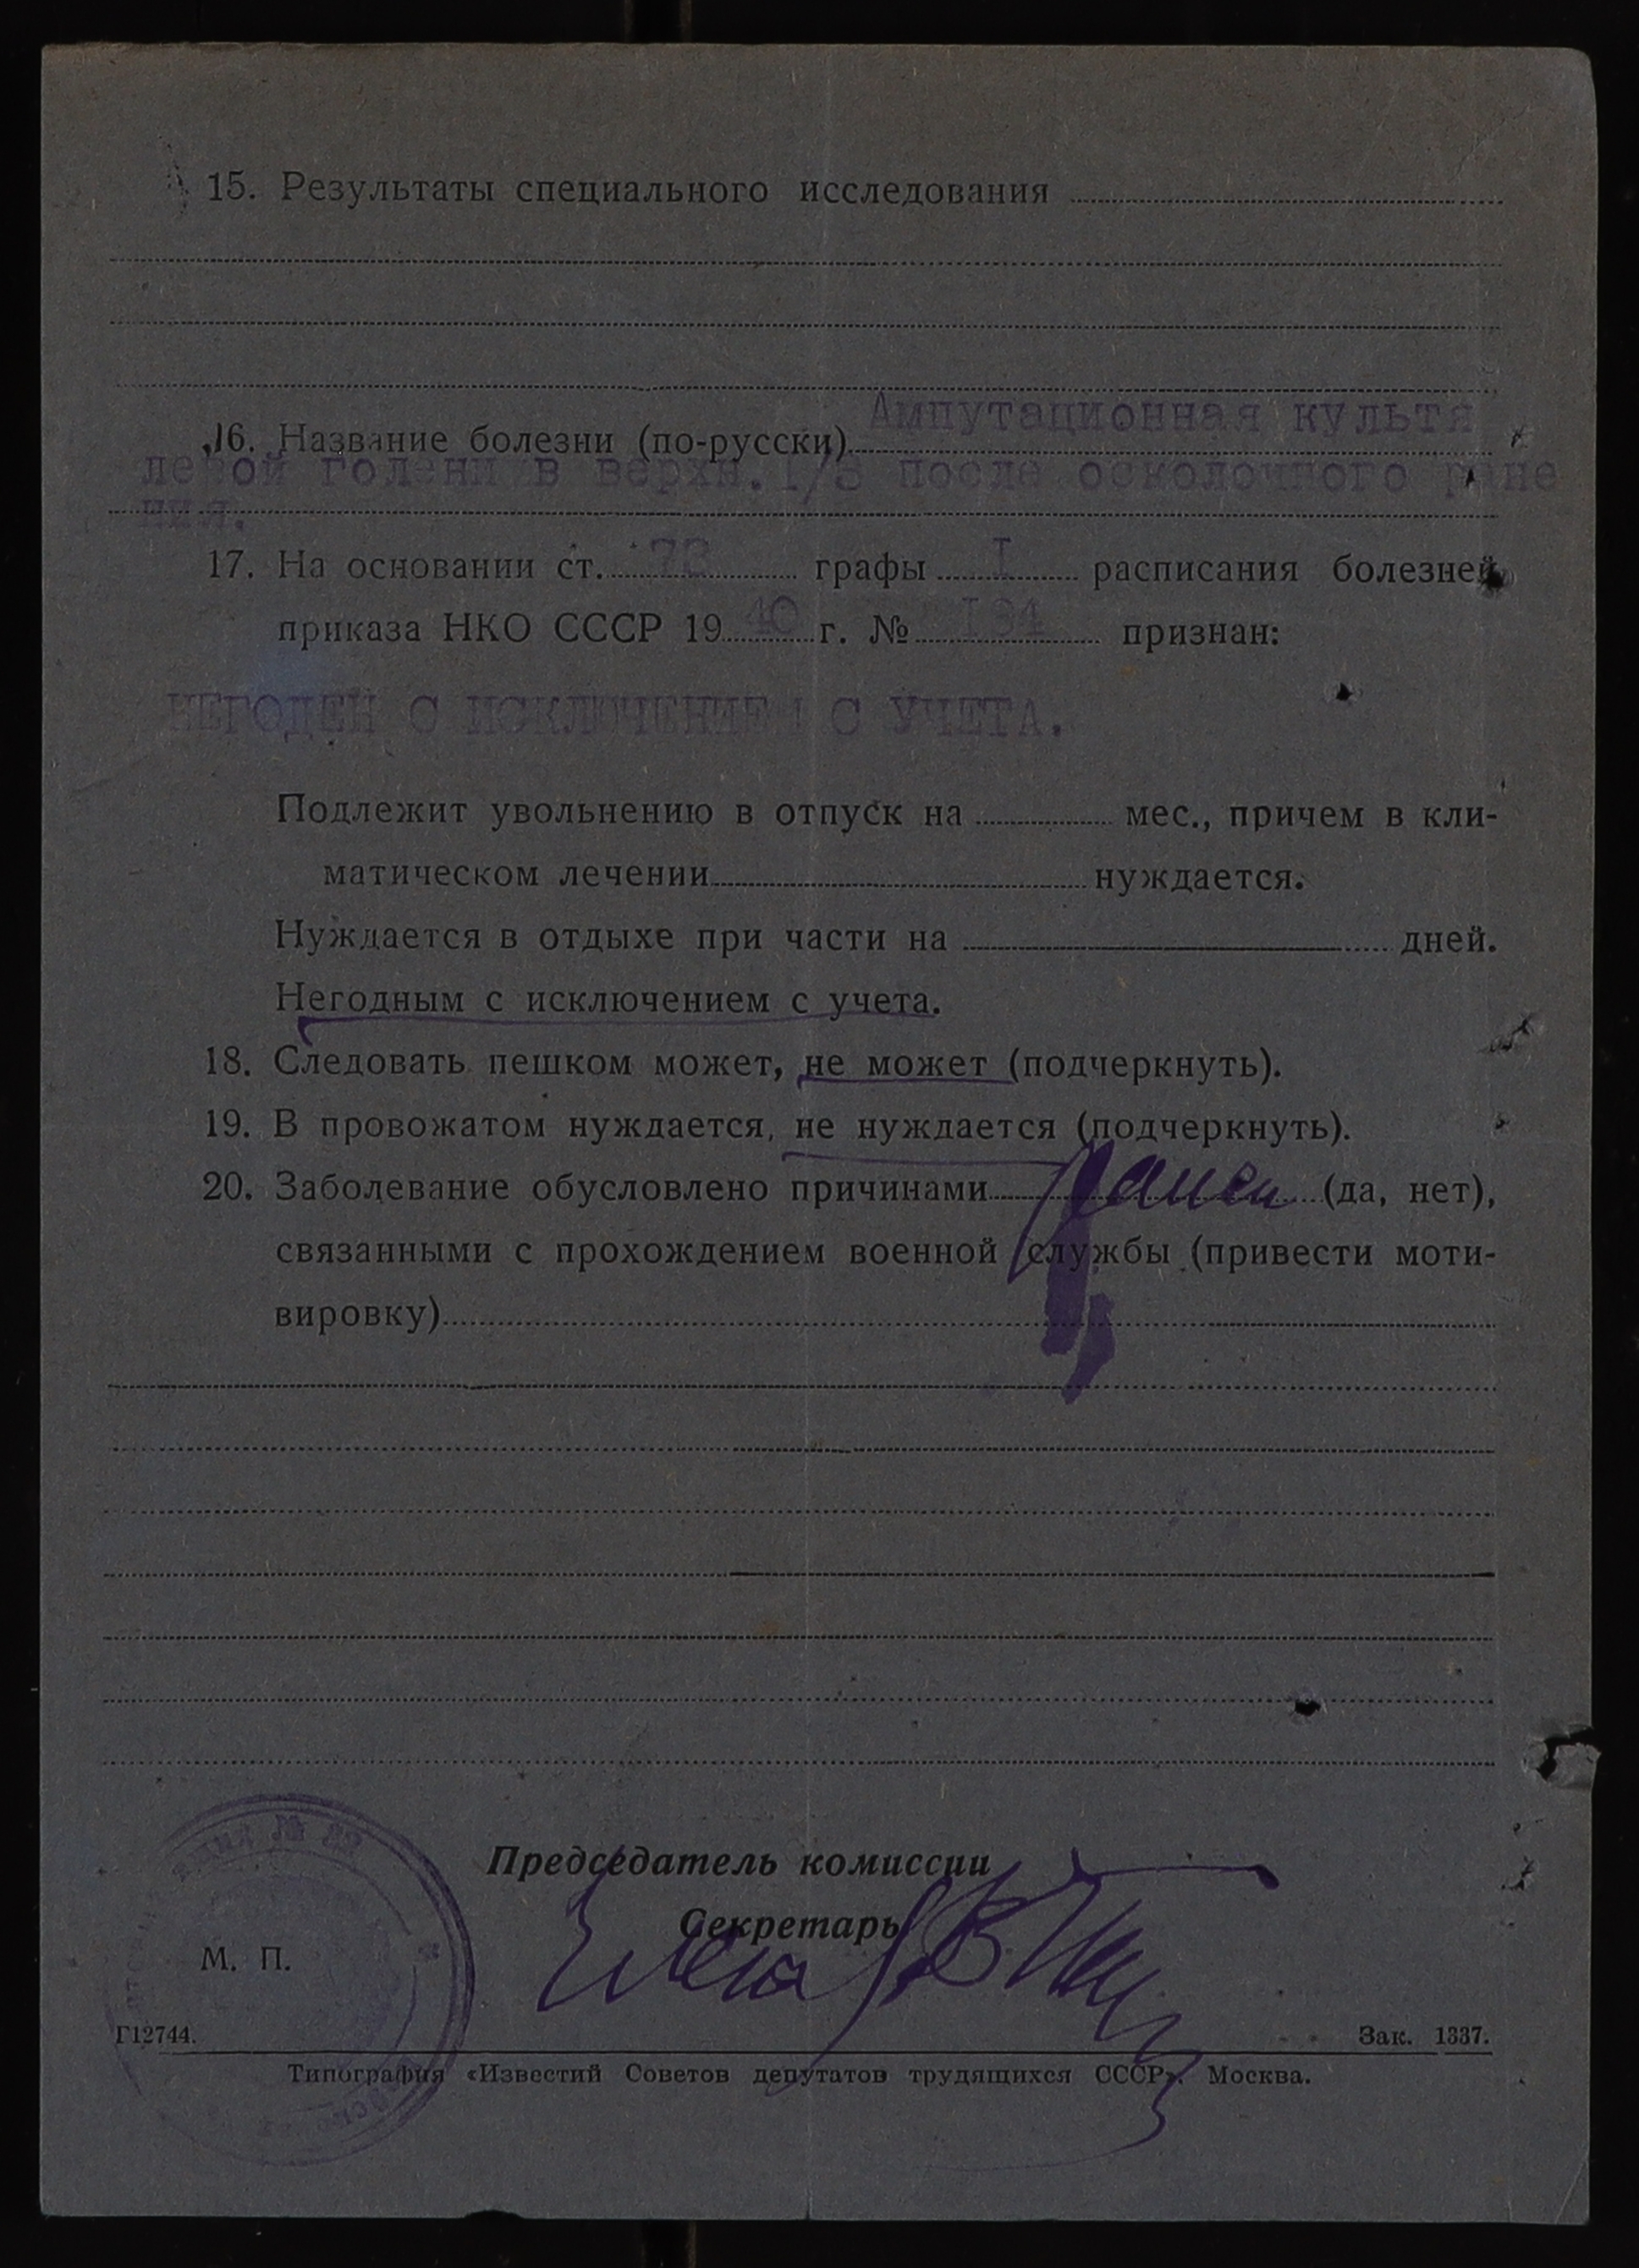 15. Результаты специального исследования
Ампутационная культя
16. Название болезни (по-русски)
левой голени в верхн.1/3 после осколочного ране
ния.
17. На основании ст. 73 графы I расписания болезней
приказа НКО СССР 1940 г. № 194 признан:
НЕГОДЕН С ИСКЛЮЧЕНИЕМ С УЧЕТА.
Подлежит увольнению в отпуск на мес., причем в кли-
матическом лечении нуждается.
Нуждается в отдыхе при части на дней.
Негодным с исключением с учета.
18. Следовать пешком может, не может (подчеркнуть).
19. В провожатом нуждается, не нуждается (подчеркнуть).
20. Заболевание обусловлено причинами (да, нет),
связанными с прохождением военной службы (привести моти-
вировку)
Председатель комиссии
Секретарь
М. П.
Г12744. Зак. 1337.
Типография «Известий Советов депутатов трудящихся СССР». Москва.